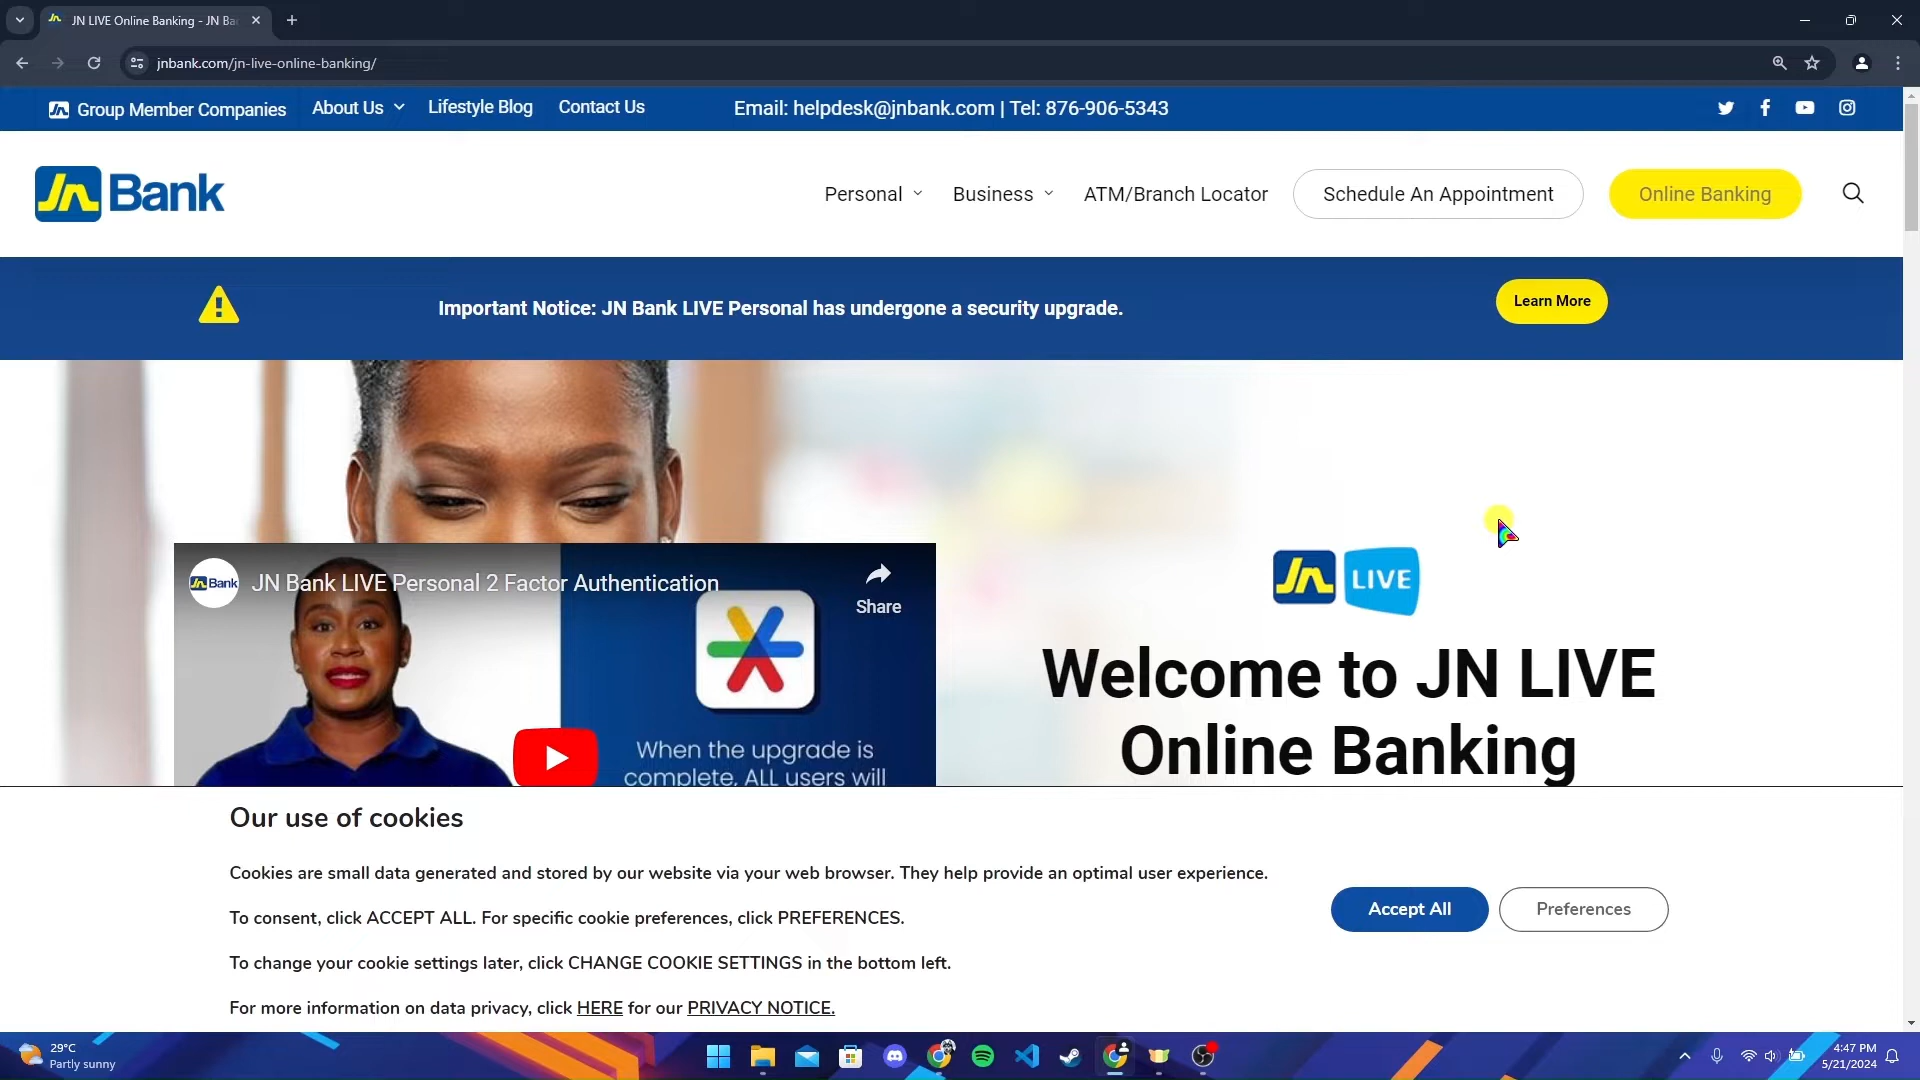 JN LIVE Online Banking - JN Ba
jnbank.com/jn-live-online-banking/
JN Group Member Companies
About Us
Lifestyle Blog
Contact Us
Email: helpdesk@jnbank.com | Tel: 876-906-5343
JN Bank
Personal
Business
ATM/Branch Locator
Schedule An Appointment
Online Banking
Important Notice: JN Bank LIVE Personal has undergone a security upgrade.
Learn More
JN Bank
JN Bank LIVE Personal 2 Factor Authentication
Share
When the upgrade is
complete, ALL users will
JN LIVE
Welcome to JN LIVE
Online Banking
Our use of cookies
Cookies are small data generated and stored by our website via your web browser. They help provide an optimal user experience.
To consent, click ACCEPT ALL. For specific cookie preferences, click PREFERENCES.
To change your cookie settings later, click CHANGE COOKIE SETTINGS in the bottom left.
For more information on data privacy, click HERE for our PRIVACY NOTICE.
Accept All
Preferences
29°C
Partly sunny
4:47 PM
5/21/2024